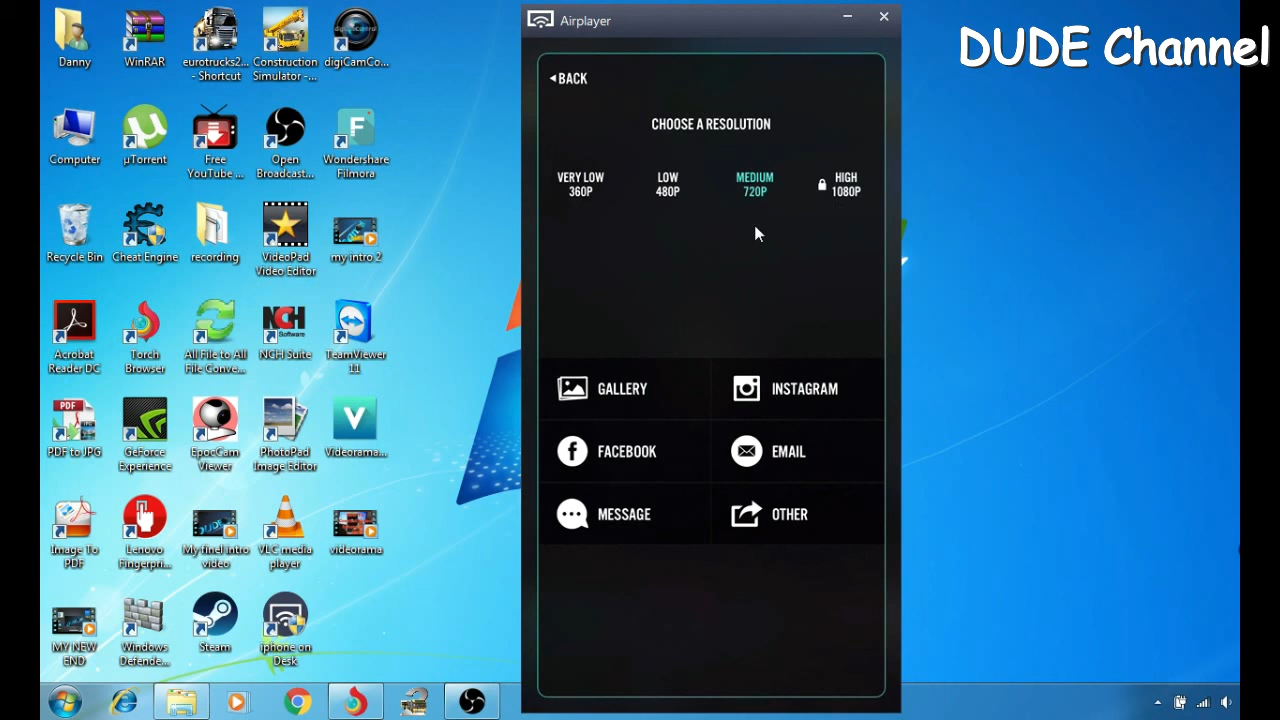 DUDE Channel
Airplayer
BACK
CHOOSE A RESOLUTION
VERY LOW
360P
LOW
480P
MEDIUM
720P
HIGH
1080P
GALLERY
INSTAGRAM
FACEBOOK
EMAIL
MESSAGE
OTHER
Danny
WinRAR
eurotrucks2...
- Shortcut
Construction
Simulator -...
digiCamCo...
Computer
µTorrent
Free
YouTube ...
Open
Broadcast...
Wondershare
Filmora
Recycle Bin
Cheat Engine
recording
VideoPad
Video Editor
my intro 2
Acrobat
Reader DC
Torch
Browser
All File to All
File Conve...
NCH
Software
NCH Suite
TeamViewer
11
PDF
PDF to JPG
GeForce
Experience
EpocCam
Viewer
PhotoPad
Image Editor
Videorama...
Image To
PDF
Lenovo
Fingerpri...
My finel intro
video
VLC media
player
videorama
MY NEW
END
Windows
Defende...
Steam
iphone on
Desk